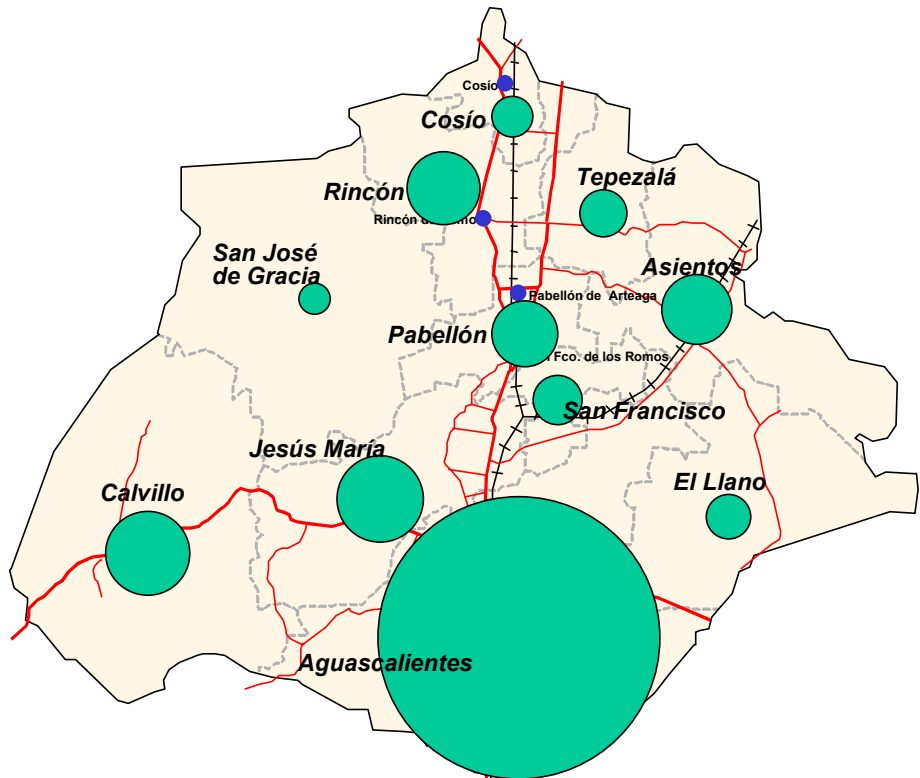 Cosío
Cosío
Tepezalá
Rincón
Rincón de
San José
de Gracia
Asientos
Pabellón de Arteaga
Pabellón
Fco. de los Romos
San Francisco
Jesús María
El Llano
Calvillo
Aguascalientes